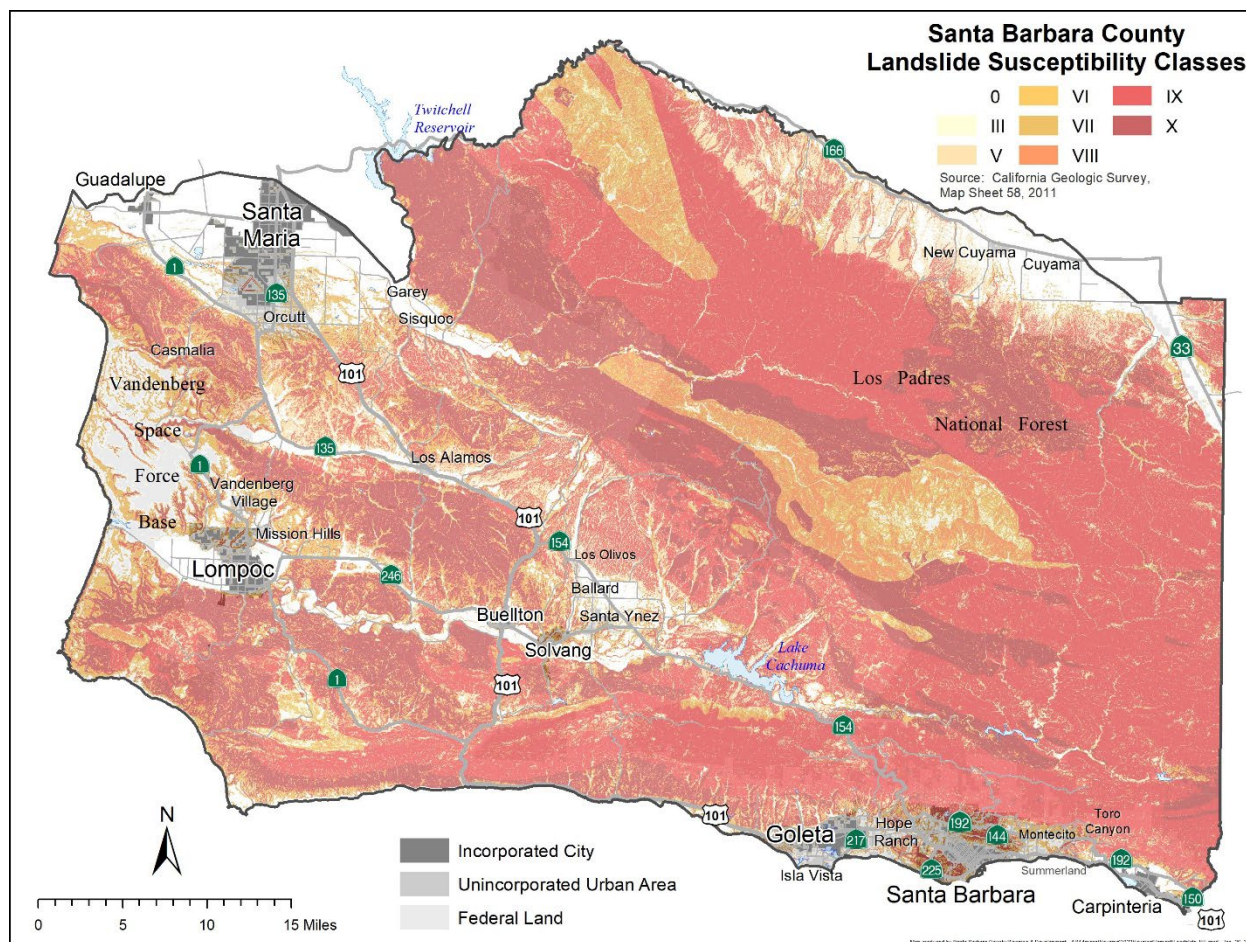 Santa Barbara County
Landslide Susceptibility Classes
0 VI IX
III VII X
V VIII
Source: California Geologic Survey,
Map Sheet 58, 2011
Twitchell
Reservoir
166
Guadalupe
Santa
Maria
1
135
Orcutt
Garey
Sisquoc
New Cuyama
Cuyama
33
Casmalia
101
Vandenberg
Los Padres
National Forest
Space
135
Los Alamos
1
Force
Vandenberg
Village
Base
Mission Hills
101
154
Los Olivos
Lompoc
246
Ballard
Buellton
Santa Ynez
Solvang
Lake
Cachuma
1
101
154
N
101
Goleta
217
Hope
Ranch
192
144
Montecito
Toro
Canyon
192
Isla Vista
225
Summerland
Santa Barbara
Carpinteria
150
101
Incorporated City
Unincorporated Urban Area
Federal Land
0 5 10 15 Miles